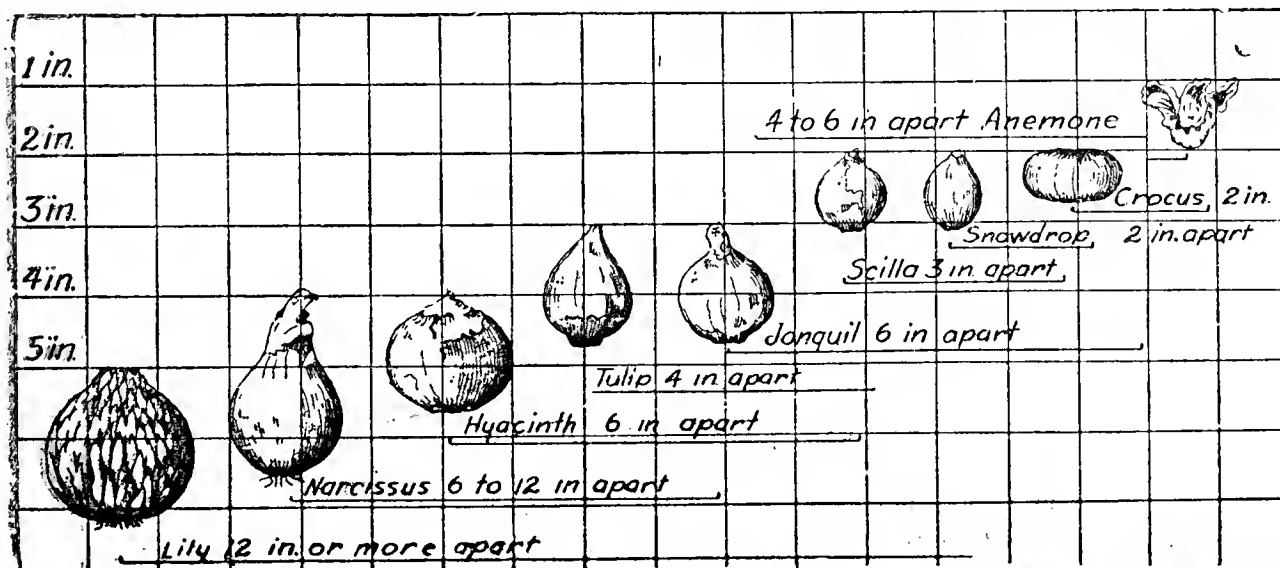 1 in.
2 in.
4 to 6 in apart Anemone
3 in.
Crocus, 2 in.
Snowdrop, 2 in. apart
4 in.
Scilla 3 in apart
5 in.
Jonquil 6 in apart
Tulip 4 in apart
Hyacinth 6 in apart
Narcissus 6 to 12 in apart
Lily 12 in. or more apart